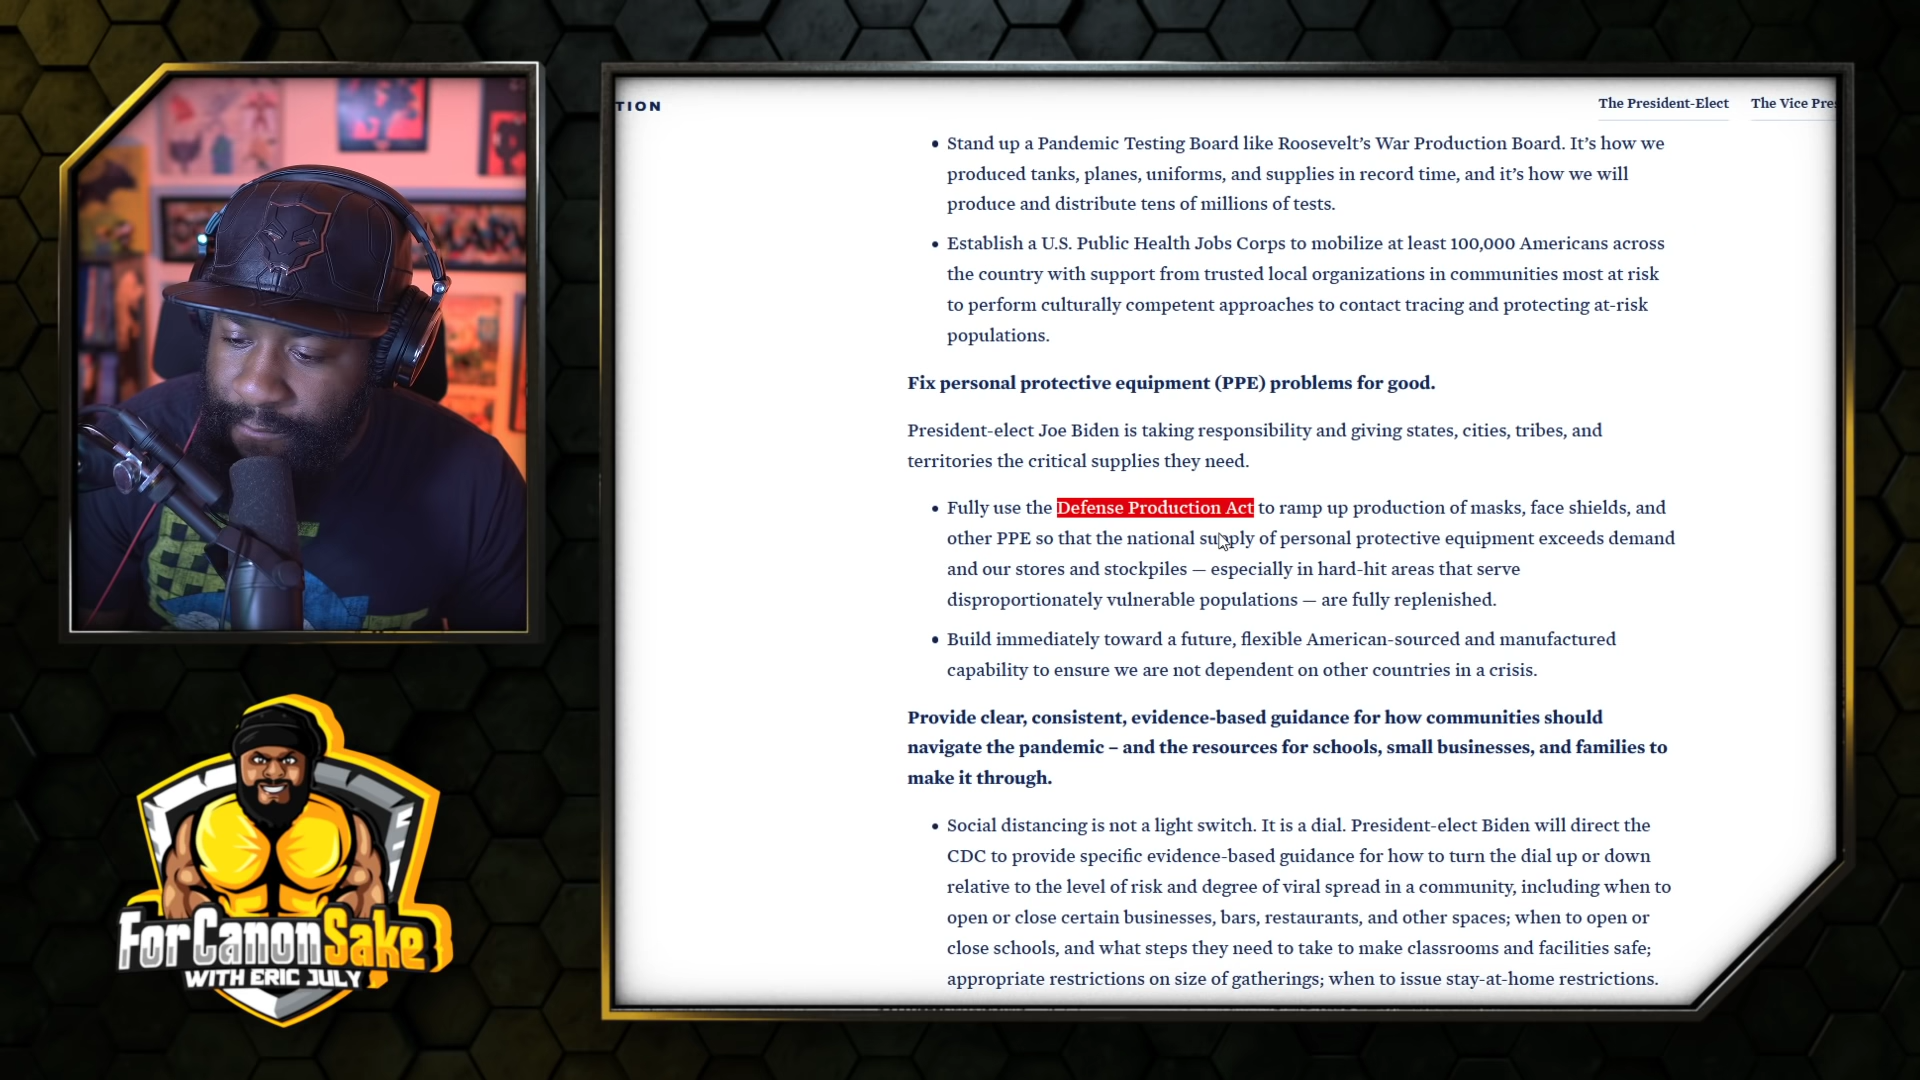 TION
The President-Elect
The Vice Pres
Stand up a Pandemic Testing Board like Roosevelt’s War Production Board. It’s how we
produced tanks, planes, uniforms, and supplies in record time, and it’s how we will
produce and distribute tens of millions of tests.
Establish a U.S. Public Health Jobs Corps to mobilize at least 100,000 Americans across
the country with support from trusted local organizations in communities most at risk
to perform culturally competent approaches to contact tracing and protecting at-risk
populations.
Fix personal protective equipment (PPE) problems for good.
President-elect Joe Biden is taking responsibility and giving states, cities, tribes, and
territories the critical supplies they need.
Fully use the Defense Production Act to ramp up production of masks, face shields, and
other PPE so that the national supply of personal protective equipment exceeds demand
and our stores and stockpiles — especially in hard-hit areas that serve
disproportionately vulnerable populations — are fully replenished.
Build immediately toward a future, flexible American-sourced and manufactured
capability to ensure we are not dependent on other countries in a crisis.
Provide clear, consistent, evidence-based guidance for how communities should
navigate the pandemic – and the resources for schools, small businesses, and families to
make it through.
Social distancing is not a light switch. It is a dial. President-elect Biden will direct the
CDC to provide specific evidence-based guidance for how to turn the dial up or down
relative to the level of risk and degree of viral spread in a community, including when to
open or close certain businesses, bars, restaurants, and other spaces; when to open or
close schools, and what steps they need to take to make classrooms and facilities safe;
appropriate restrictions on size of gatherings; when to issue stay-at-home restrictions.
ForCanonSake
WITH ERIC JULY